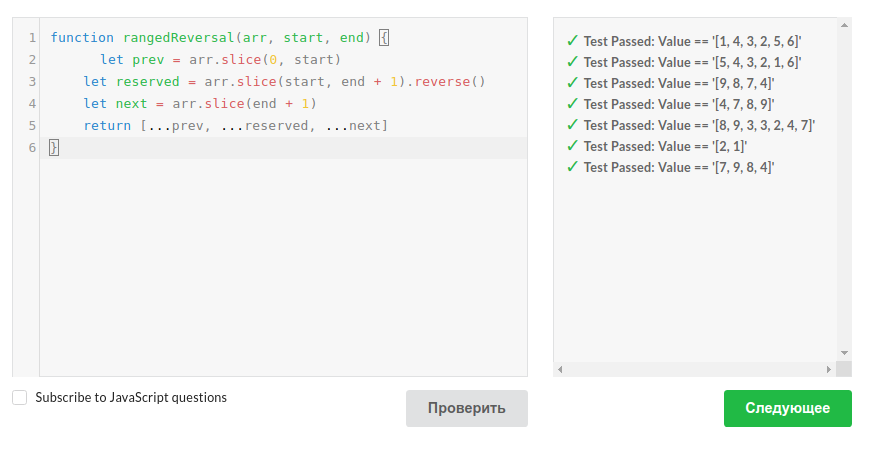 1 function rangedReversal(arr, start, end) {
2 let prev = arr.slice(0, start)
3 let reserved = arr.slice(start, end + 1).reverse()
4 let next = arr.slice(end + 1)
5 return [...prev, ...reserved, ...next]
6 }
✓ Test Passed: Value == '[1, 4, 3, 2, 5, 6]'
✓ Test Passed: Value == '[5, 4, 3, 2, 1, 6]'
✓ Test Passed: Value == '[9, 8, 7, 4]'
✓ Test Passed: Value == '[4, 7, 8, 9]'
✓ Test Passed: Value == '[8, 9, 3, 3, 2, 4, 7]'
✓ Test Passed: Value == '[2, 1]'
✓ Test Passed: Value == '[7, 9, 8, 4]'
Subscribe to JavaScript questions
Проверить
Следующее